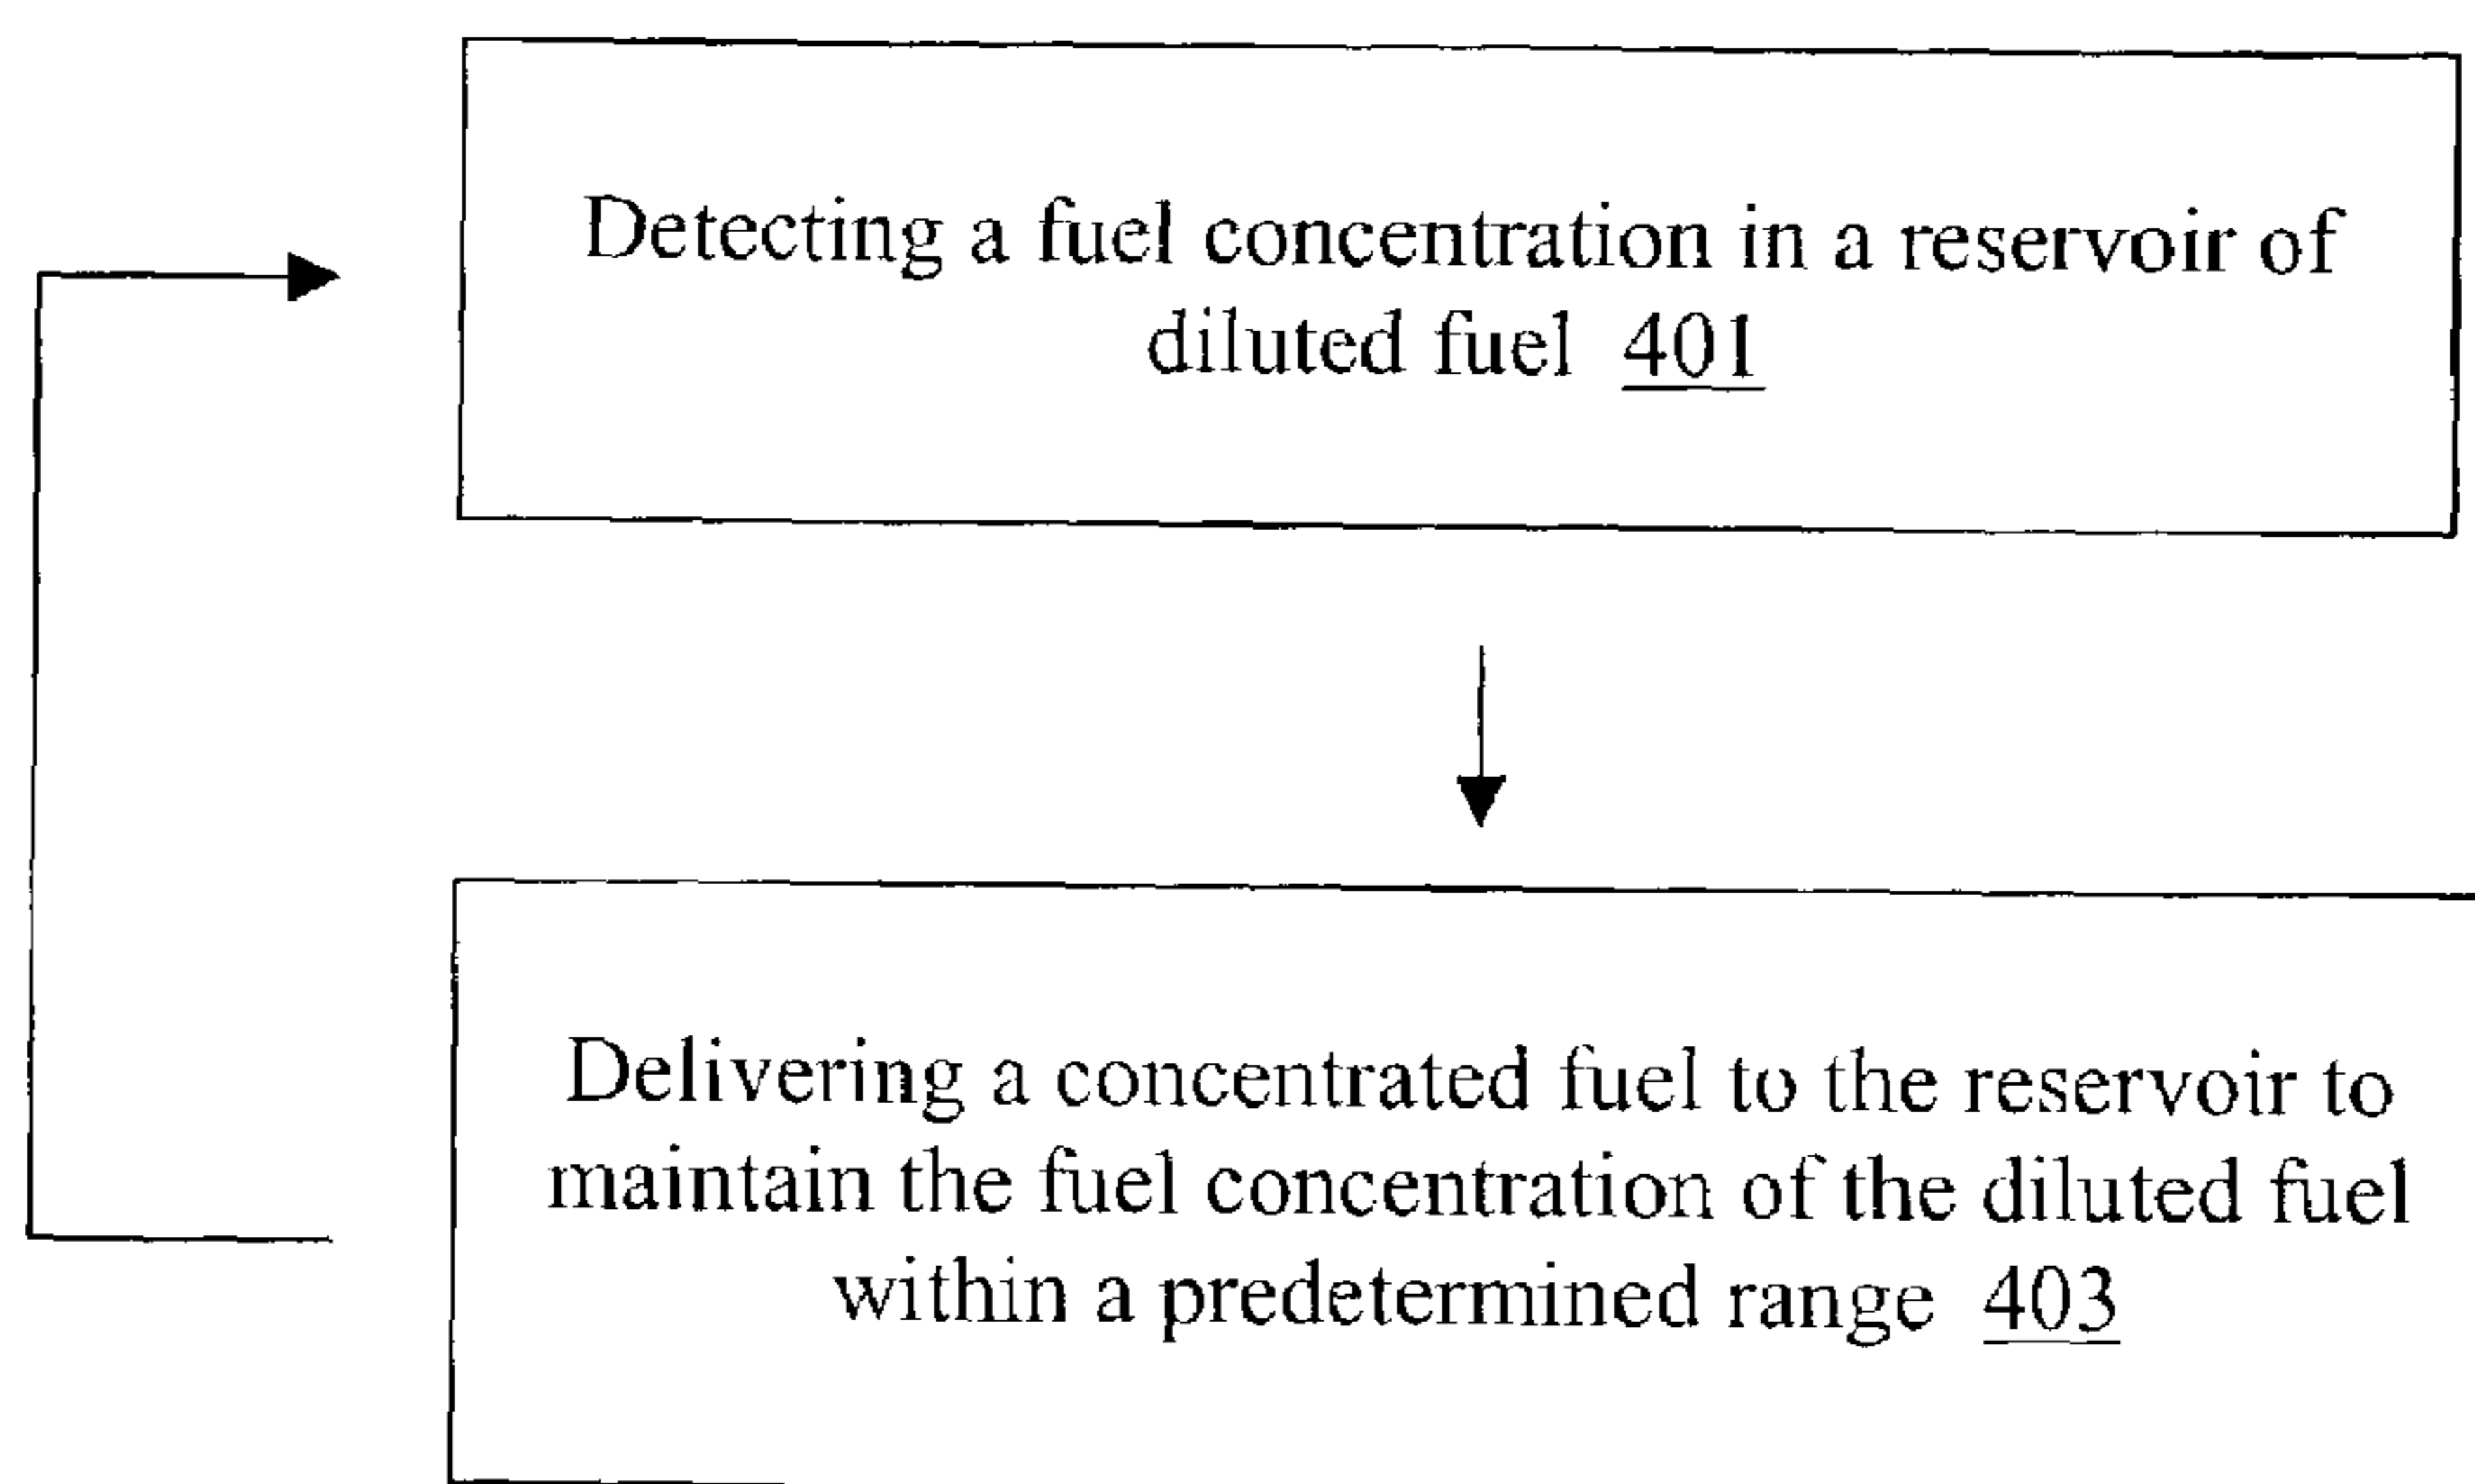 Detecting a fuel concentration in a reservoir of
diluted fuel 401
Delivering a concentrated fuel to the reservoir to
maintain the fuel concentration of the diluted fuel
within a predetermined range 403